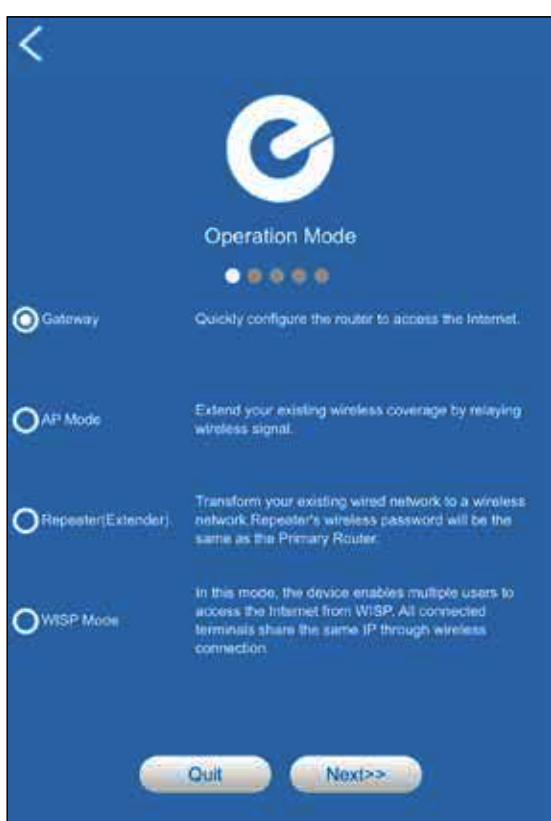 Operation Mode
Gateway
Quickly configure the router to access the Internet.
AP Mode
Extend your existing wireless coverage by relaying
wireless signal.
Repeater(Extender)
Transform your existing wired network to a wireless
network.Repeater's wireless password will be the
same as the Primary Router.
WISP Mode
In this mode, the device enables multiple users to
access the Internet from WISP. All connected
terminals share the same IP through wireless
connection.
Quit
Next>>